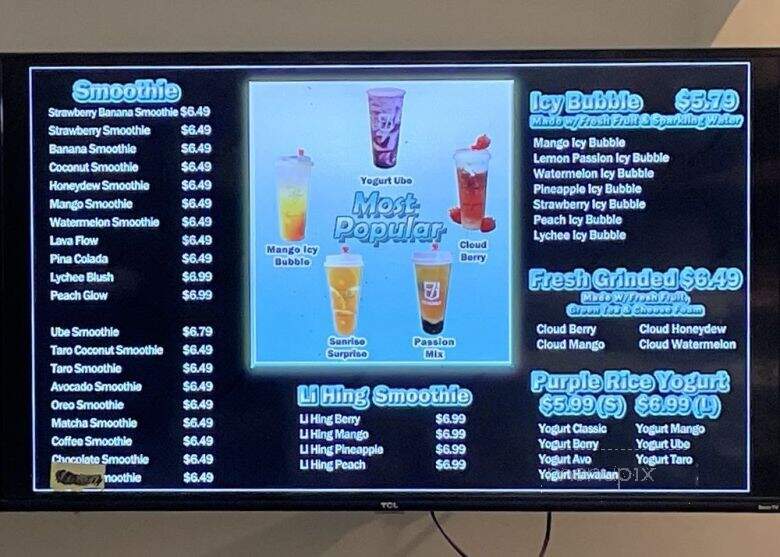 Smoothie
Strawberry Banana Smoothie $6.49
Strawberry Smoothie $6.49
Banana Smoothie $6.49
Coconut Smoothie $6.49
Honeydew Smoothie $6.49
Mango Smoothie $6.49
Watermelon Smoothie $6.49
Lava Flow $6.49
Pina Colada $6.49
Lychee Blush $6.99
Peach Glow $6.99
Ube Smoothie $6.79
Taro Coconut Smoothie $6.49
Taro Smoothie $6.49
Avocado Smoothie $6.49
Oreo Smoothie $6.49
Matcha Smoothie $6.49
Coffee Smoothie $6.49
Chocolate Smoothie $6.49
moothie $6.49
Yogurt Ube
Most
Popular
Mango Icy
Bubble
Cloud
Berry
Sunrise
Surprise
Passion
Mix
Li Hing Smoothie
Li Hing Berry $6.99
Li Hing Mango $6.99
Li Hing Pineapple $6.99
Li Hing Peach $6.99
Icy Bubble $5.79
Made w/Fresh Fruit & Sparkling Water
Mango Icy Bubble
Lemon Passion Icy Bubble
Watermelon Icy Bubble
Pineapple Icy Bubble
Strawberry Icy Bubble
Peach Icy Bubble
Lychee Icy Bubble
Fresh Grinded $6.49
Made W/Fresh Fruit,
Green Tea & Cheese Foam
Cloud Berry Cloud Honeydew
Cloud Mango Cloud Watermelon
Purple Rice Yogurt
$5.99 (S) $6.99 (L)
Yogurt Classic Yogurt Mango
Yogurt Berry Yogurt Ube
Yogurt Avo Yogurt Taro
Yogurt Hawaiian
TCL
Roku TV